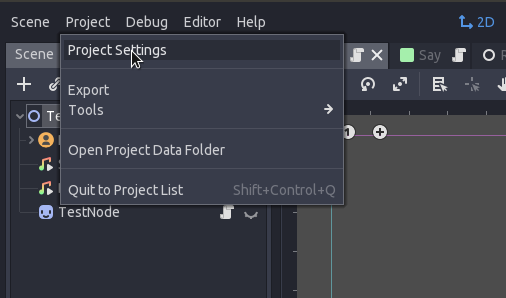 Scene Project Debug Editor Help 2D
Scene Say
Project Settings
Export
Tools
Open Project Data Folder
Quit to Project List Shift+Control+Q
TestNode